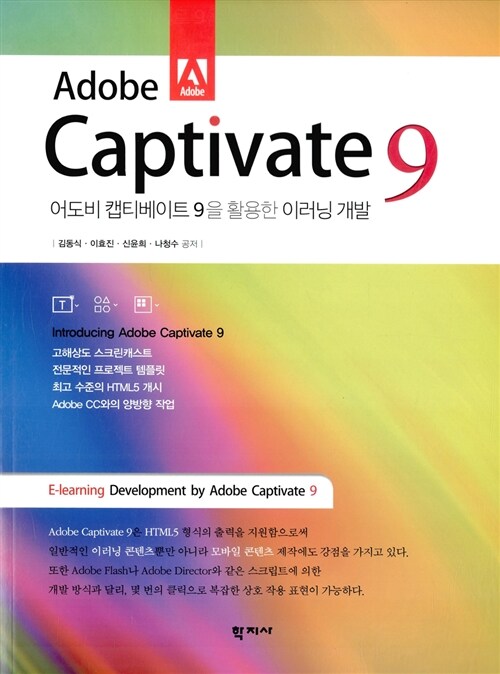 Adobe
Adobe
Captivate 9
어도비 캡티베이트 9을 활용한 이러닝 개발
| 김동식 · 이효진 · 신윤희 · 나청수 공저 |
T
Introducing Adobe Captivate 9
고해상도 스크린캐스트
전문적인 프로젝트 템플릿
최고 수준의 HTML5 개시
Adobe CC와의 양방향 작업
E-learning Development by Adobe Captivate 9
Adobe Captivate 9은 HTML5 형식의 출력을 지원함으로써
일반적인 이러닝 콘텐츠뿐만 아니라 모바일 콘텐츠 제작에도 강점을 가지고 있다.
또한 Adobe Flash나 Adobe Director와 같은 스크립트에 의한
개발 방식과 달리, 몇 번의 클릭으로 복잡한 상호 작용 표현이 가능하다.
학지사